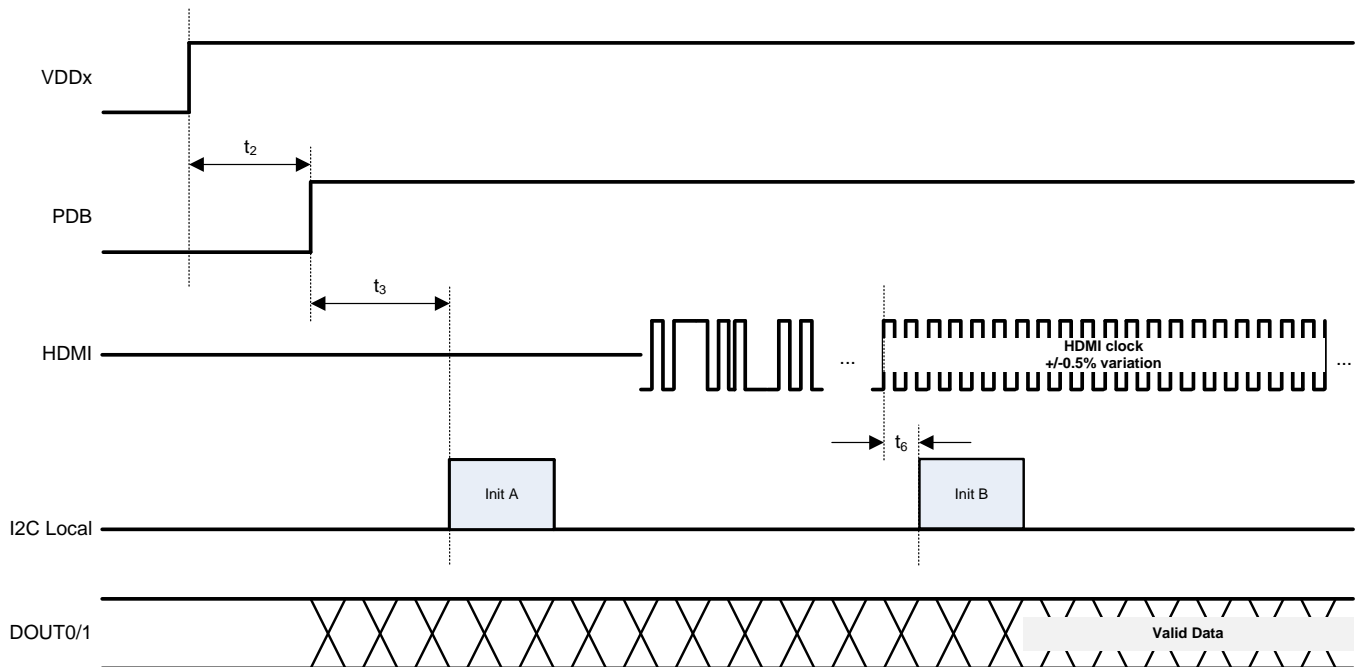 VDDx
t2
PDB
t3
HDMI
...
HDMI clock
+/-0.5% variation
...
t6
Init A
Init B
I2C Local
DOUT0/1
Valid Data